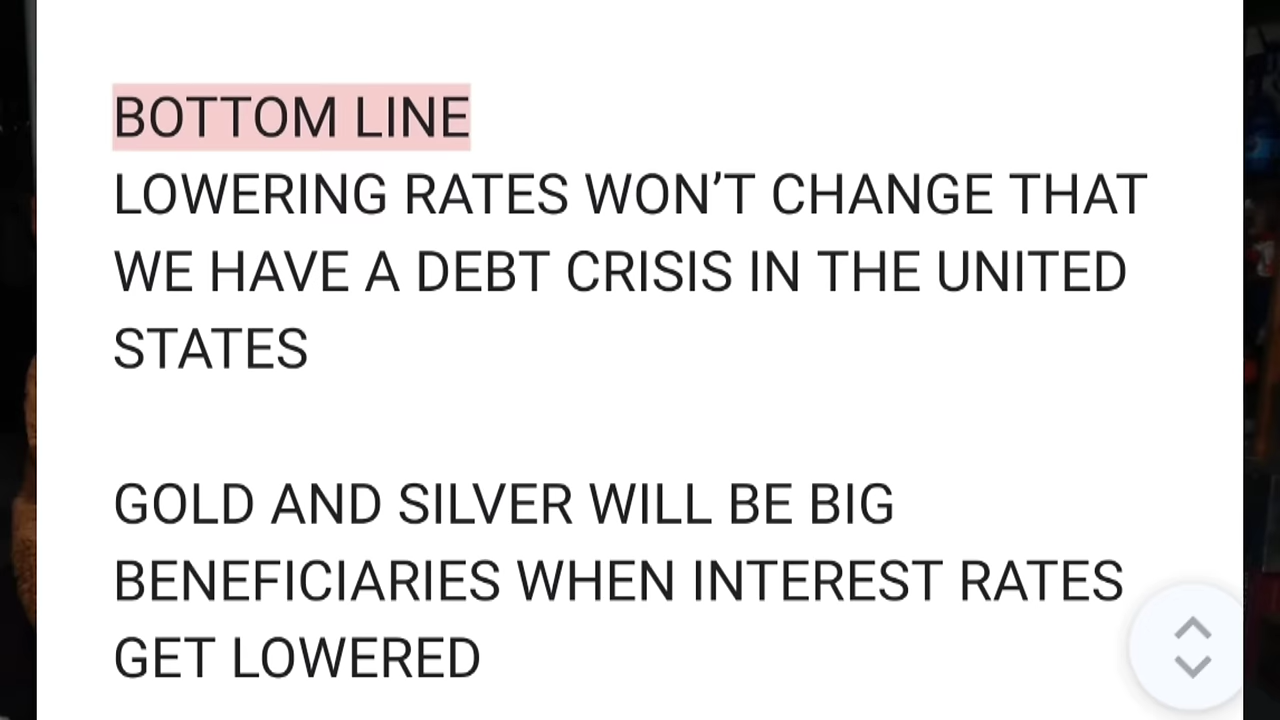 BOTTOM LINE
LOWERING RATES WON’T CHANGE THAT
WE HAVE A DEBT CRISIS IN THE UNITED
STATES
GOLD AND SILVER WILL BE BIG
BENEFICIARIES WHEN INTEREST RATES
GET LOWERED